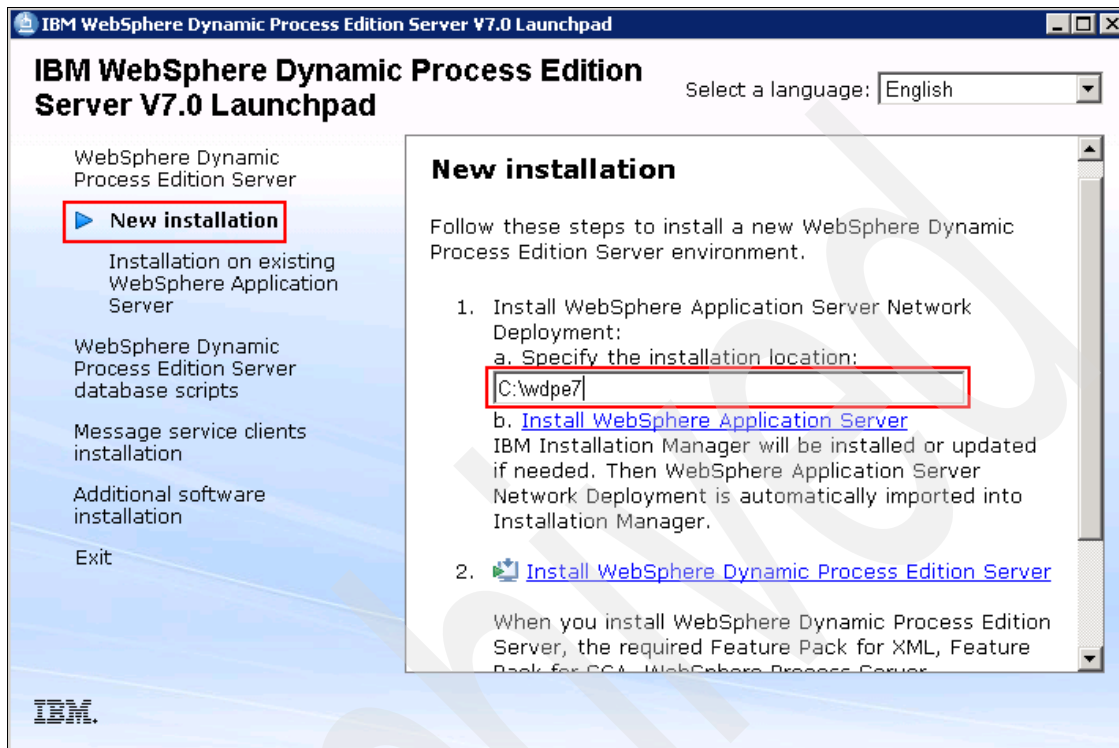 IBM WebSphere Dynamic Process Edition Server V7.0 Launchpad
IBM WebSphere Dynamic Process Edition
Server V7.0 Launchpad
Select a language: English
WebSphere Dynamic
Process Edition Server
New installation
Installation on existing
WebSphere Application
Server
WebSphere Dynamic
Process Edition Server
database scripts
Message service clients
installation
Additional software
installation
Exit
New installation
Follow these steps to install a new WebSphere Dynamic
Process Edition Server environment.
1. Install WebSphere Application Server Network
Deployment:
a. Specify the installation location:
C:\wdpe7
b. Install WebSphere Application Server
IBM Installation Manager will be installed or updated
if needed. Then WebSphere Application Server
Network Deployment is automatically imported into
Installation Manager.
2. Install WebSphere Dynamic Process Edition Server
When you install WebSphere Dynamic Process Edition
Server, the required Feature Pack for XML, Feature
Pack for SCA, WebSphere Process Server
IBM.